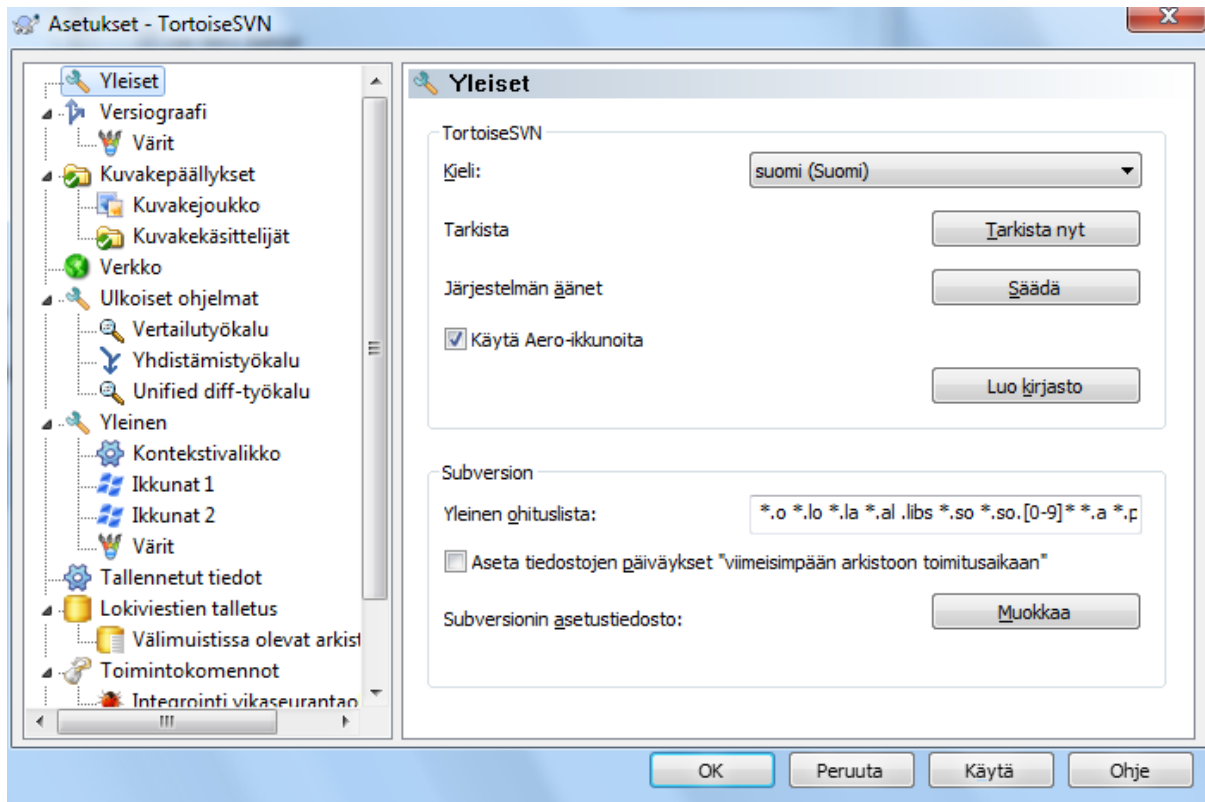 Asetukset - TortoiseSVN
Yleiset
Versiograafi
Värit
Kuvakepäällykset
Kuvakejoukko
Kuvakekäsittelijät
Verkko
Ulkoiset ohjelmat
Vertailutyökalu
Yhdistämistyökalu
Unified diff-työkalu
Yleinen
Kontekstivalikko
Ikkunat 1
Ikkunat 2
Värit
Tallennetut tiedot
Lokiviestien talletus
Välimuistissa olevat arkist
Toimintokomennot
Integrointi vikaseurantao
Yleiset
TortoiseSVN
Kieli: suomi (Suomi)
Tarkista Tarkista nyt
Järjestelmän äänet Säädä
Käytä Aero-ikkunoita
Luo kirjasto
Subversion
Yleinen ohituslista: *.o *.lo *.la *.al .libs *.so *.so.[0-9]* *.a *.p
Aseta tiedostojen päiväykset "viimeisimpään arkistoon toimitusaikaan"
Subversionin asetustiedosto: Muokkaa
OK Peruuta Käytä Ohje